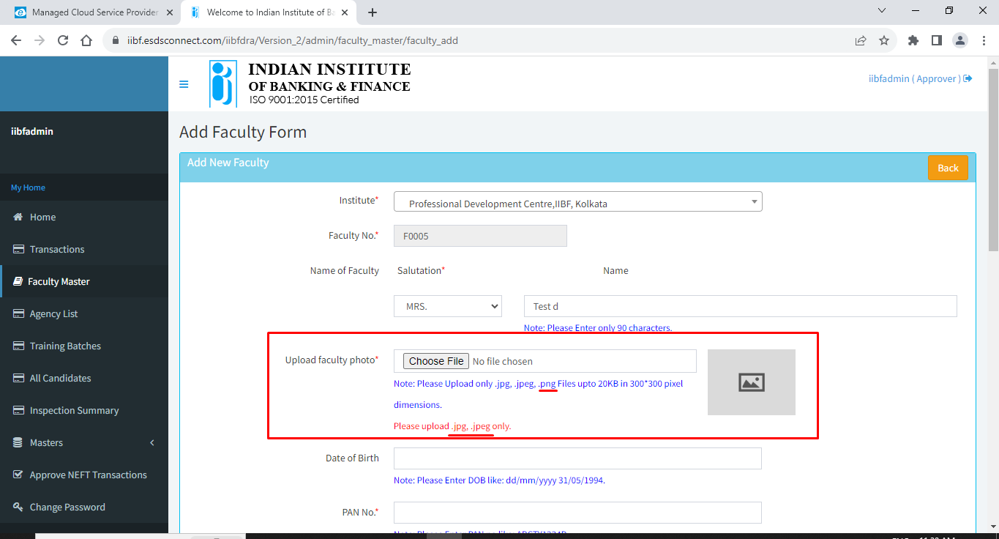 Managed Cloud Service Provider
Welcome to Indian Institute of Ba
iibf.esdsconnect.com/iibfdra/Version_2/admin/faculty_master/faculty_add
INDIAN INSTITUTE
OF BANKING & FINANCE
ISO 9001:2015 Certified
iibfadmin ( Approver )
iibfadmin
My Home
Home
Transactions
Faculty Master
Agency List
Training Batches
All Candidates
Inspection Summary
Masters
Approve NEFT Transactions
Change Password
Add Faculty Form
Add New Faculty
Back
Institute*
Professional Development Centre,IIBF, Kolkata
Faculty No.*
F0005
Name of Faculty
Salutation*
Name
MRS.
Test d
Note: Please Enter only 90 characters.
Upload faculty photo*
Choose File No file chosen
Note: Please Upload only .jpg, .jpeg, .png Files upto 20KB in 300*300 pixel
dimensions.
Please upload .jpg, .jpeg only.
Date of Birth
Note: Please Enter DOB like: dd/mm/yyyy 31/05/1994.
PAN No.*